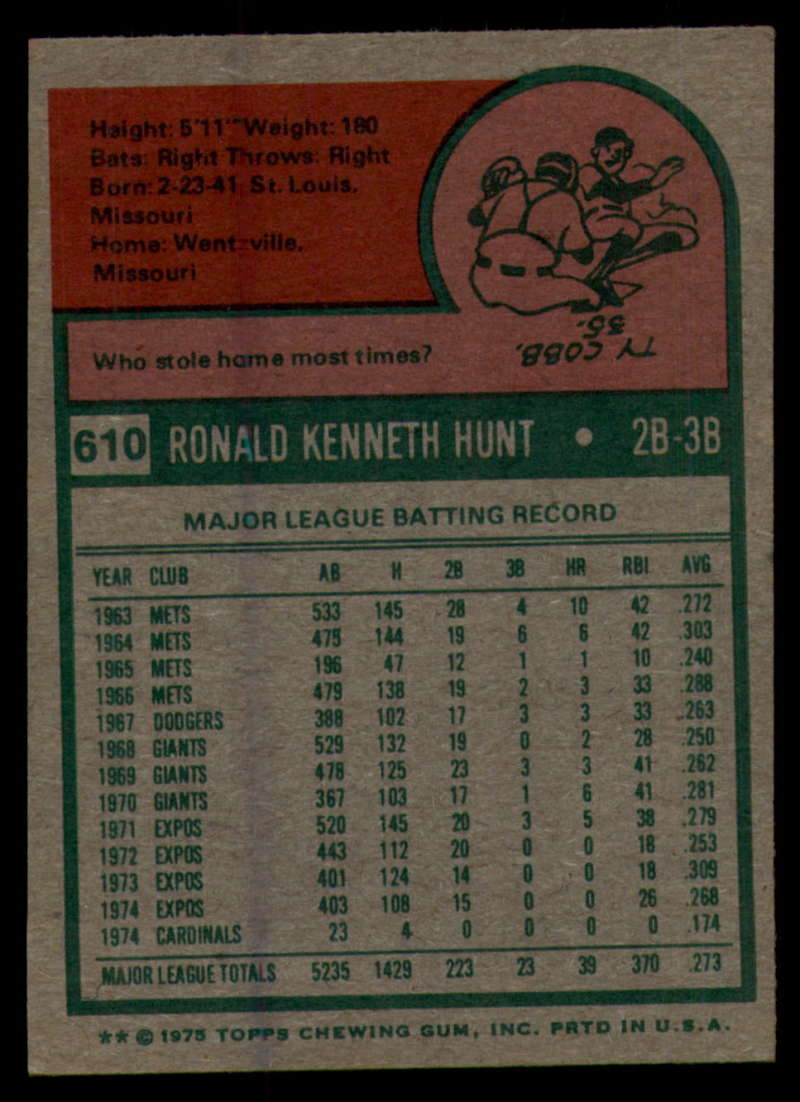 Height: 5'11" Weight: 180
Bats: Right Throws: Right
Born: 2-23-41 St. Louis,
Missouri
Home: Wentzville,
Missouri
Who stole home most times?
TY COBB,
35.
610 RONALD KENNETH HUNT • 2B-3B
MAJOR LEAGUE BATTING RECORD
YEAR CLUB AB H 2B 3B HR RBI AVG
1963 METS 533 145 28 4 10 42 .272
1964 METS 475 144 19 6 6 42 .303
1965 METS 196 47 12 1 1 10 .240
1966 METS 479 138 19 2 3 33 .288
1967 DODGERS 388 102 17 3 3 33 .263
1968 GIANTS 529 132 19 0 2 28 .250
1969 GIANTS 478 125 23 3 3 41 .262
1970 GIANTS 367 103 17 1 6 41 .281
1971 EXPOS 520 145 20 3 5 38 .279
1972 EXPOS 443 112 20 0 0 18 .253
1973 EXPOS 401 124 14 0 0 18 .309
1974 EXPOS 403 108 15 0 0 26 .268
1974 CARDINALS 23 4 0 0 0 0 .174
MAJOR LEAGUE TOTALS 5235 1429 223 23 39 370 .273
** © 1975 TOPPS CHEWING GUM, INC. PRTD IN U.S.A.